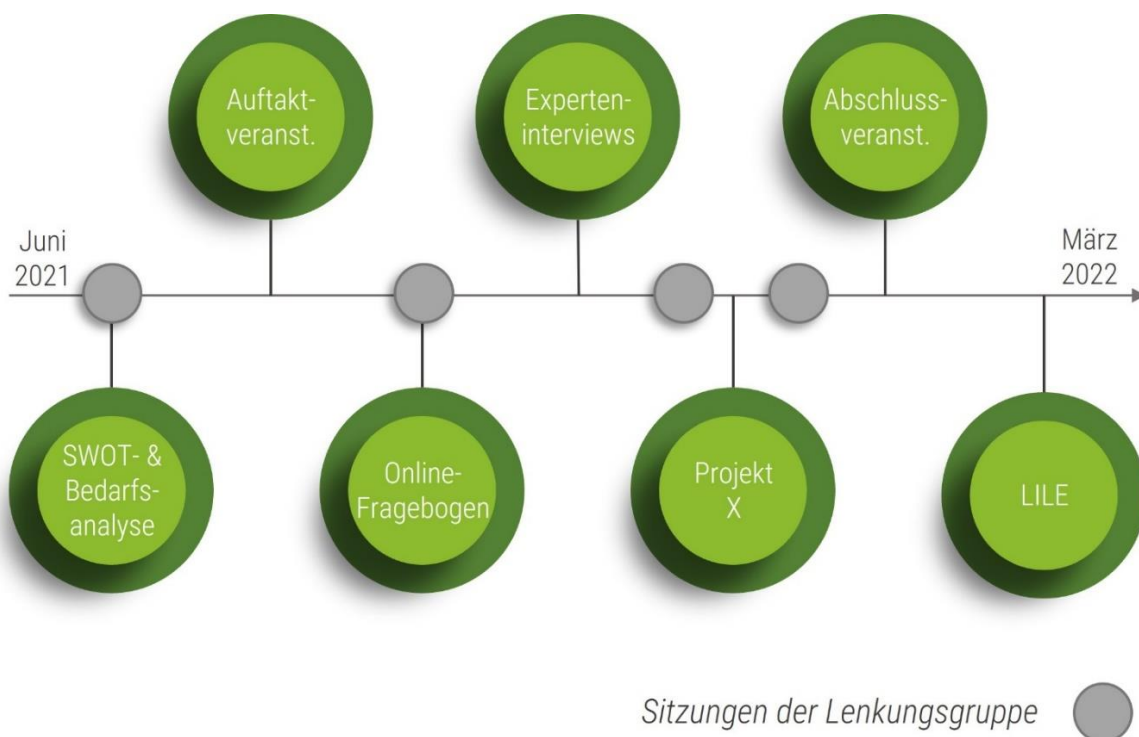 Auftakt-
veranst.
Experten-
interviews
Abschluss-
veranst.
Juni
2021
März
2022
SWOT- &
Bedarfs-
analyse
Online-
Fragebogen
Projekt
X
LILE
Sitzungen der Lenkungsgruppe